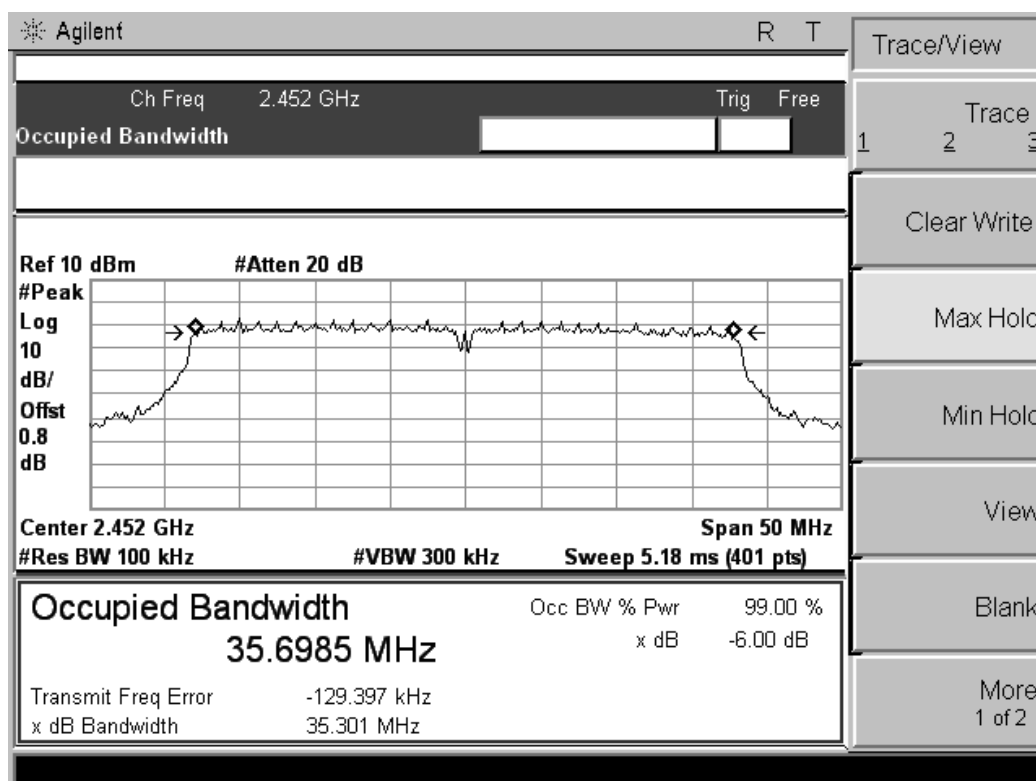 Agilent R T
Trace/View
Ch Freq 2.452 GHz Trig Free
Occupied Bandwidth
Trace
1 2 3
Clear Write
Ref 10 dBm #Atten 20 dB
#Peak
Log
10
dB/
Offst
0.8
dB
Max Hold
Min Hold
View
Center 2.452 GHz Span 50 MHz
#Res BW 100 kHz #VBW 300 kHz Sweep 5.18 ms (401 pts)
Occupied Bandwidth
35.6985 MHz
Occ BW % Pwr 99.00 %
x dB -6.00 dB
Transmit Freq Error -129.397 kHz
x dB Bandwidth 35.301 MHz
Blank
More
1 of 2